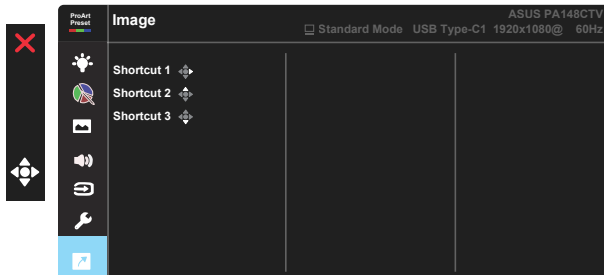 ProArt
Preset
Image
ASUS PA148CTV
Standard Mode USB Type-C1 1920x1080@ 60Hz
Shortcut 1
Shortcut 2
Shortcut 3